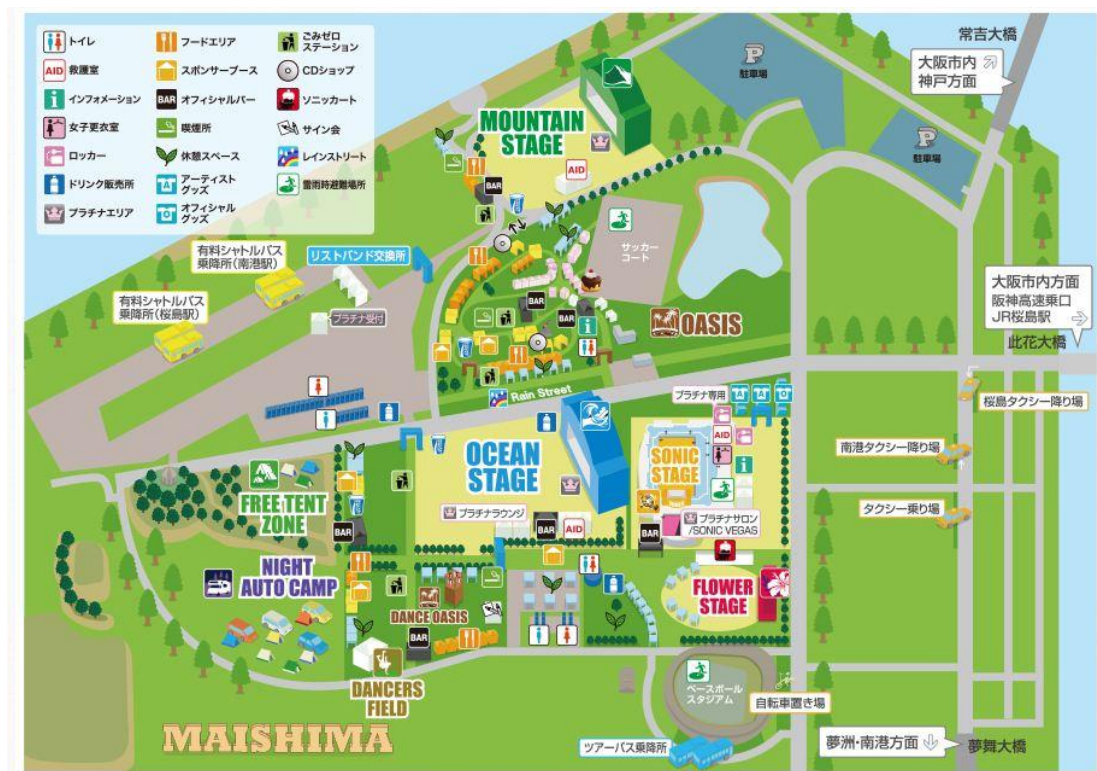 トイレ
AID
救護室
インフォメーション
女子更衣室
ロッカー
ドリンク販売所
プラチナエリア
フードエリア
スポンサーブース
BAR
オフィシャルバー
喫煙所
休憩スペース
アーティスト
グッズ
オフィシャル
グッズ
ごみゼロ
ステーション
CDショップ
ソニッカート
サイン会
レインストリート
雷雨時避難場所
常吉大橋
大阪市内
神戸方面
P
駐車場
P
駐車場
MOUNTAIN
STAGE
AID
BAR
サッカー
コート
有料シャトルバス
乗降所(南港駅)
リストバンド交換所
有料シャトルバス
乗降所(桜島駅)
プラチナ受付
BAR
BAR
OASIS
大阪市内方面
阪神高速乗口
JR桜島駅
此花大橋
Rain Street
プラチナ専用
桜島タクシー降り場
南港タクシー降り場
タクシー乗り場
OCEAN
STAGE
SONIC
STAGE
AID
FREE TENT
ZONE
プラチナラウンジ
プラチナサロン
/SONIC VEGAS
BAR
BAR
AID
BAR
NIGHT
AUTO CAMP
DANCE OASIS
FLOWER
STAGE
BAR
DANCERS
FIELD
ベースボール
スタジアム
自転車置き場
MAISHIMA
ツアーバス乗降所
夢洲・南港方面
夢舞大橋